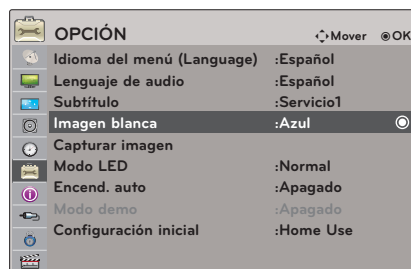 OPCIÓN Mover OK
Idioma del menú (Language) :Español
Lenguaje de audio :Español
Subtítulo :Servicio1
Imagen blanca :Azul
Capturar imagen
Modo LED :Normal
Encend. auto :Apagado
Modo demo :Apagado
Configuración inicial :Home Use